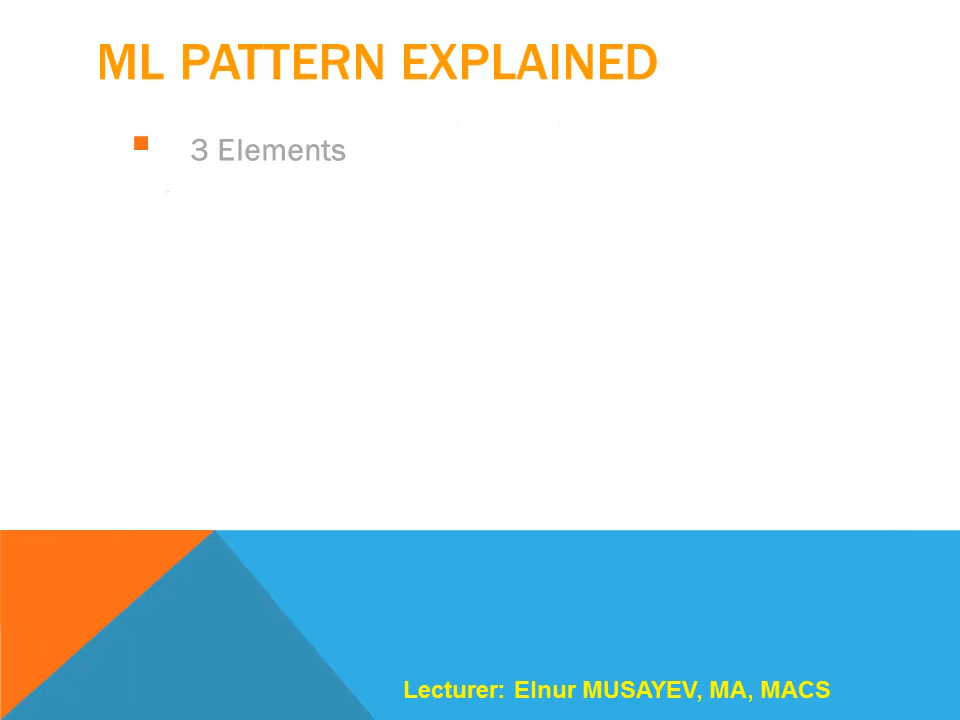 ML PATTERN EXPLAINED
3 Elements
Lecturer: Elnur MUSAYEV, MA, MACS